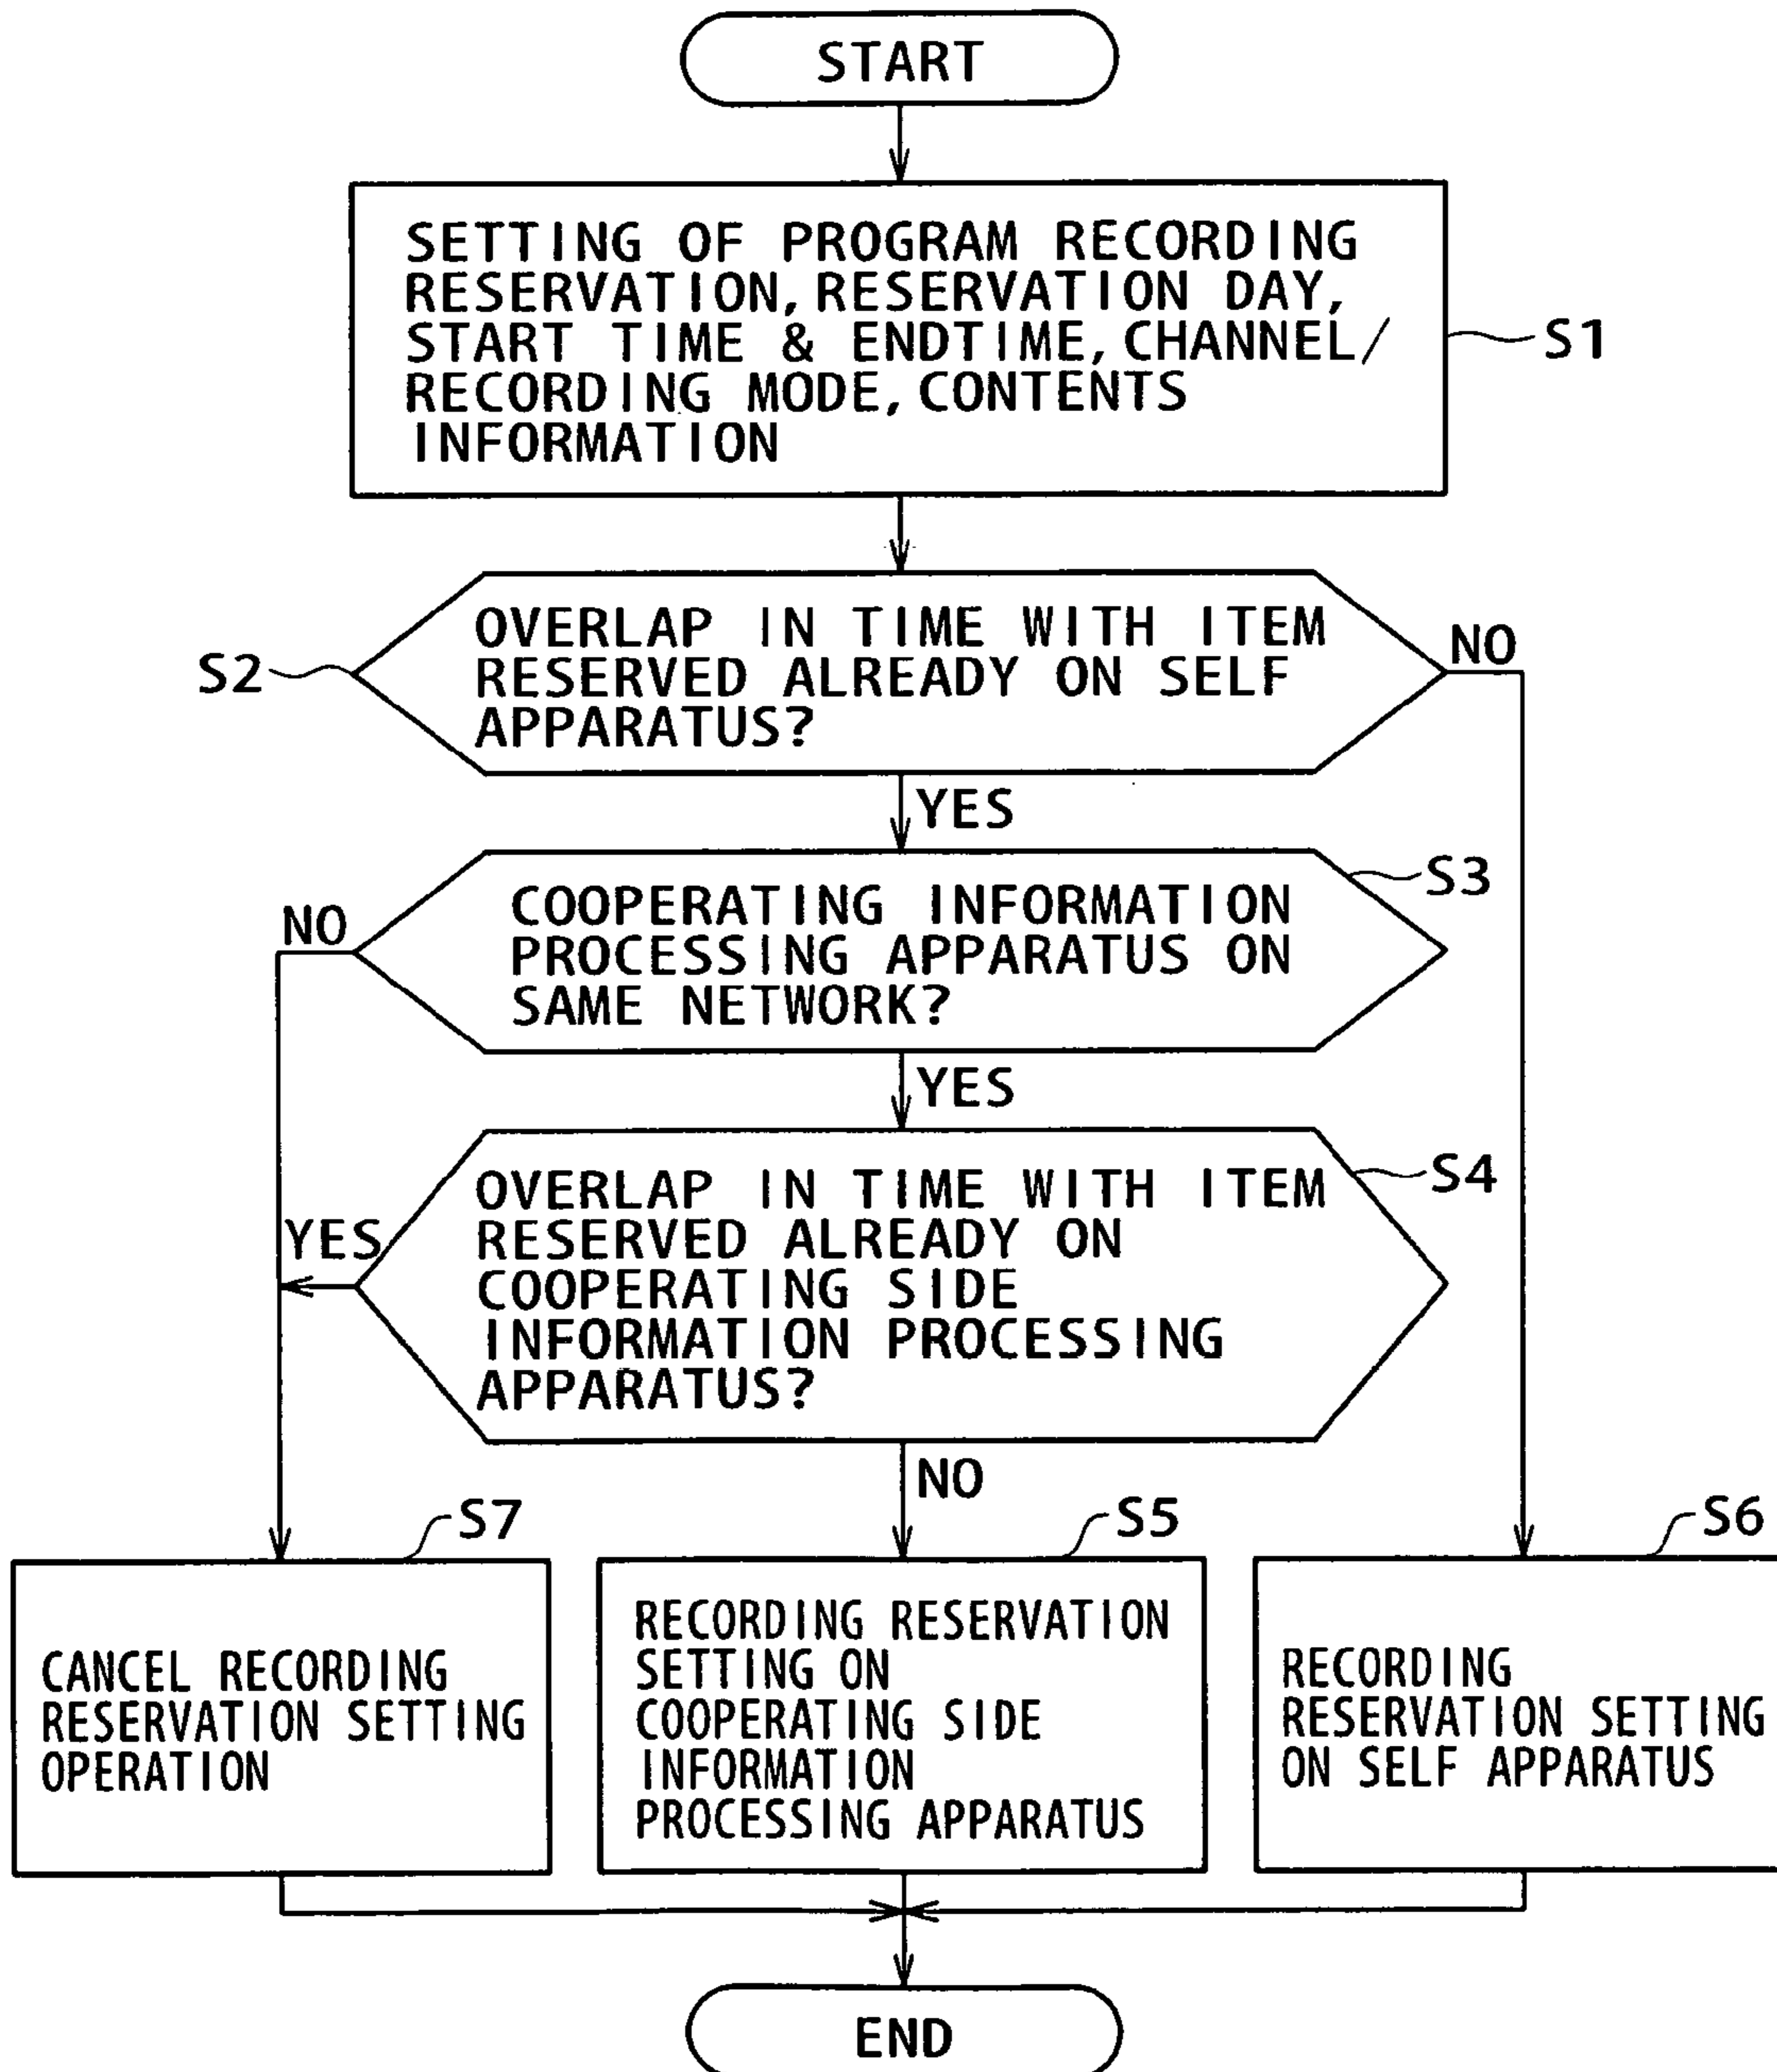 START
SETTING OF PROGRAM RECORDING
RESERVATION, RESERVATION DAY,
START TIME & ENDTIME, CHANNEL/
RECORDING MODE, CONTENTS
INFORMATION
S1
OVERLAP IN TIME WITH ITEM
RESERVED ALREADY ON SELF
APPARATUS?
S2
NO
YES
COOPERATING INFORMATION
PROCESSING APPARATUS ON
SAME NETWORK?
S3
NO
YES
OVERLAP IN TIME WITH ITEM
RESERVED ALREADY ON
COOPERATING SIDE
INFORMATION PROCESSING
APPARATUS?
S4
YES
NO
S7
CANCEL RECORDING
RESERVATION SETTING
OPERATION
S5
RECORDING RESERVATION
SETTING ON
COOPERATING SIDE
INFORMATION
PROCESSING APPARATUS
S6
RECORDING
RESERVATION SETTING
ON SELF APPARATUS
END